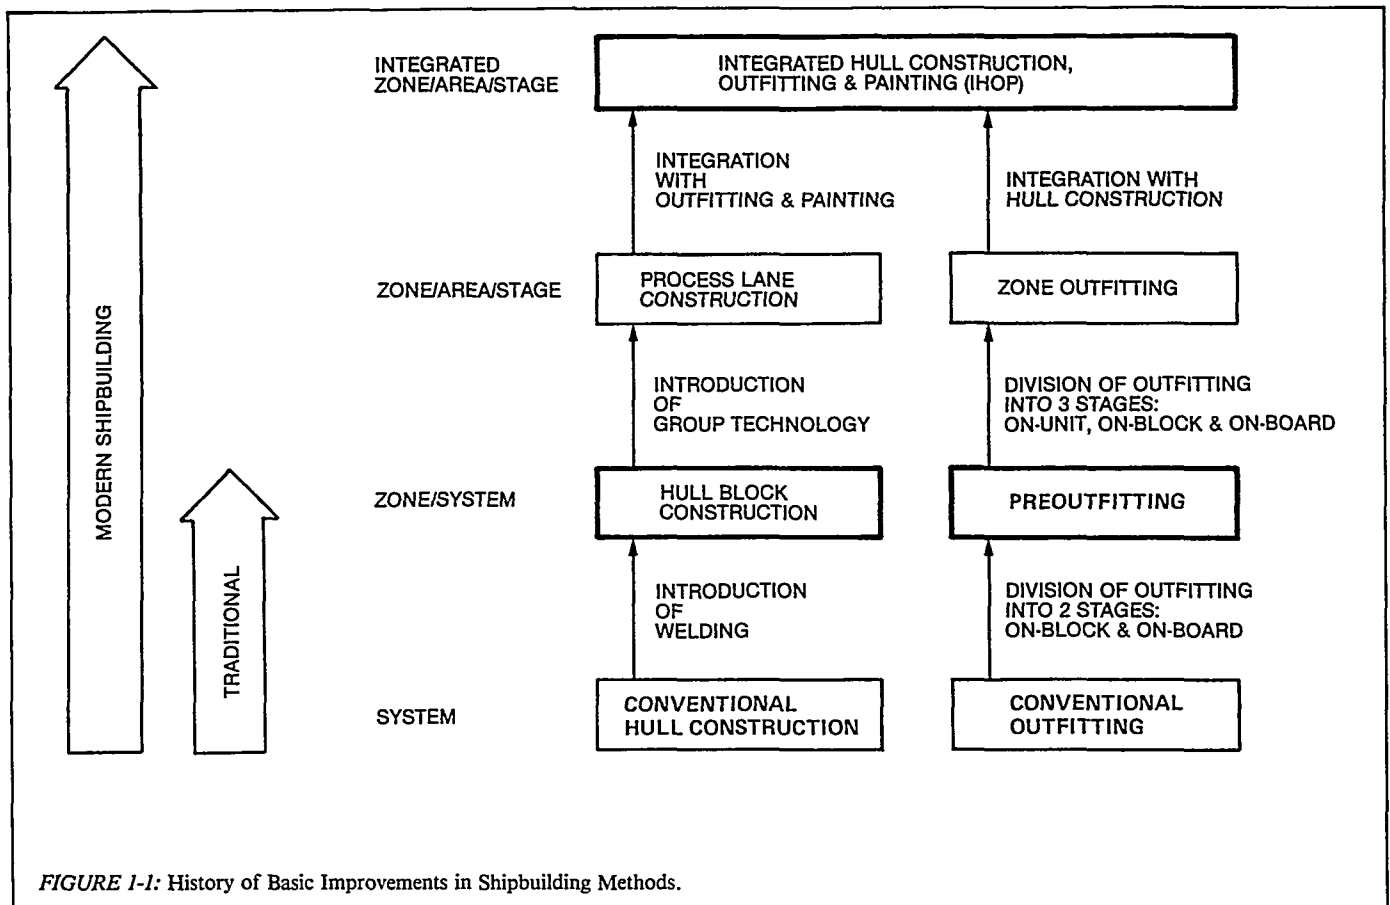 INTEGRATED
ZONE/AREA/STAGE
INTEGRATED HULL CONSTRUCTION,
OUTFITTING & PAINTING (IHOP)
INTEGRATION
WITH
OUTFITTING & PAINTING
INTEGRATION WITH
HULL CONSTRUCTION
ZONE/AREA/STAGE
PROCESS LANE
CONSTRUCTION
ZONE OUTFITTING
INTRODUCTION
OF
GROUP TECHNOLOGY
DIVISION OF OUTFITTING
INTO 3 STAGES:
ON-UNIT, ON-BLOCK & ON-BOARD
MODERN SHIPBUILDING
ZONE/SYSTEM
HULL BLOCK
CONSTRUCTION
PREOUTFITTING
TRADITIONAL
INTRODUCTION
OF
WELDING
DIVISION OF OUTFITTING
INTO 2 STAGES:
ON-BLOCK & ON-BOARD
SYSTEM
CONVENTIONAL
HULL CONSTRUCTION
CONVENTIONAL
OUTFITTING
FIGURE 1-1: History of Basic Improvements in Shipbuilding Methods.